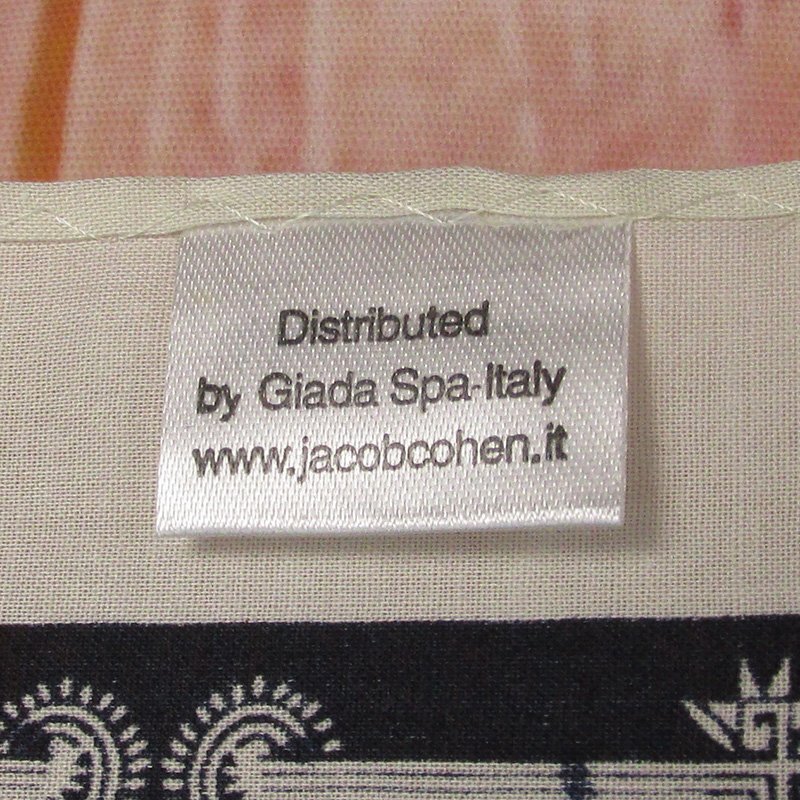 Distributed
by Giada Spa-Italy
www.jacobcohen.it